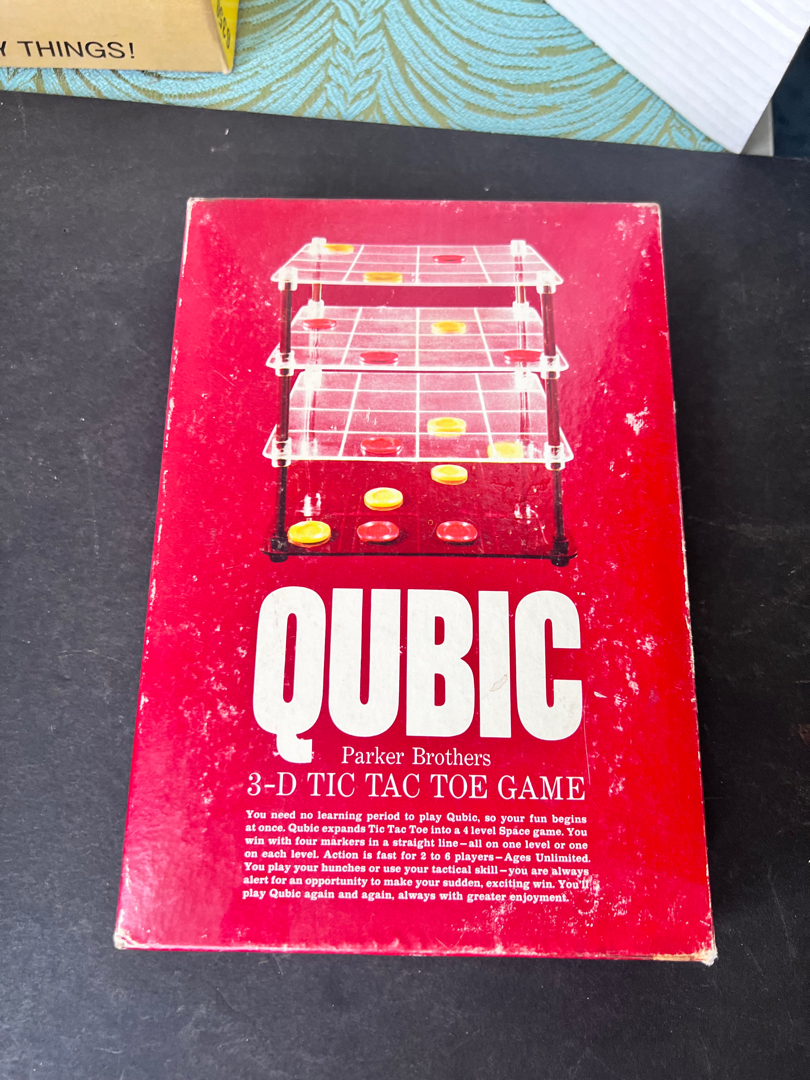 Y THINGS!
QUBIC
Parker Brothers
3-D TIC TAC TOE GAME
You need no learning period to play Qubic, so your fun begins
at once. Qubic expands Tic Tac Toe into a 4 level Space game. You
win with four markers in a straight line—all on one level or one
on each level. Action is fast for 2 to 6 players—Ages Unlimited.
You play your hunches or use your tactical skill—you are always
alert for an opportunity to make your sudden, exciting win. You'll
play Qubic again and again, always with greater enjoyment.